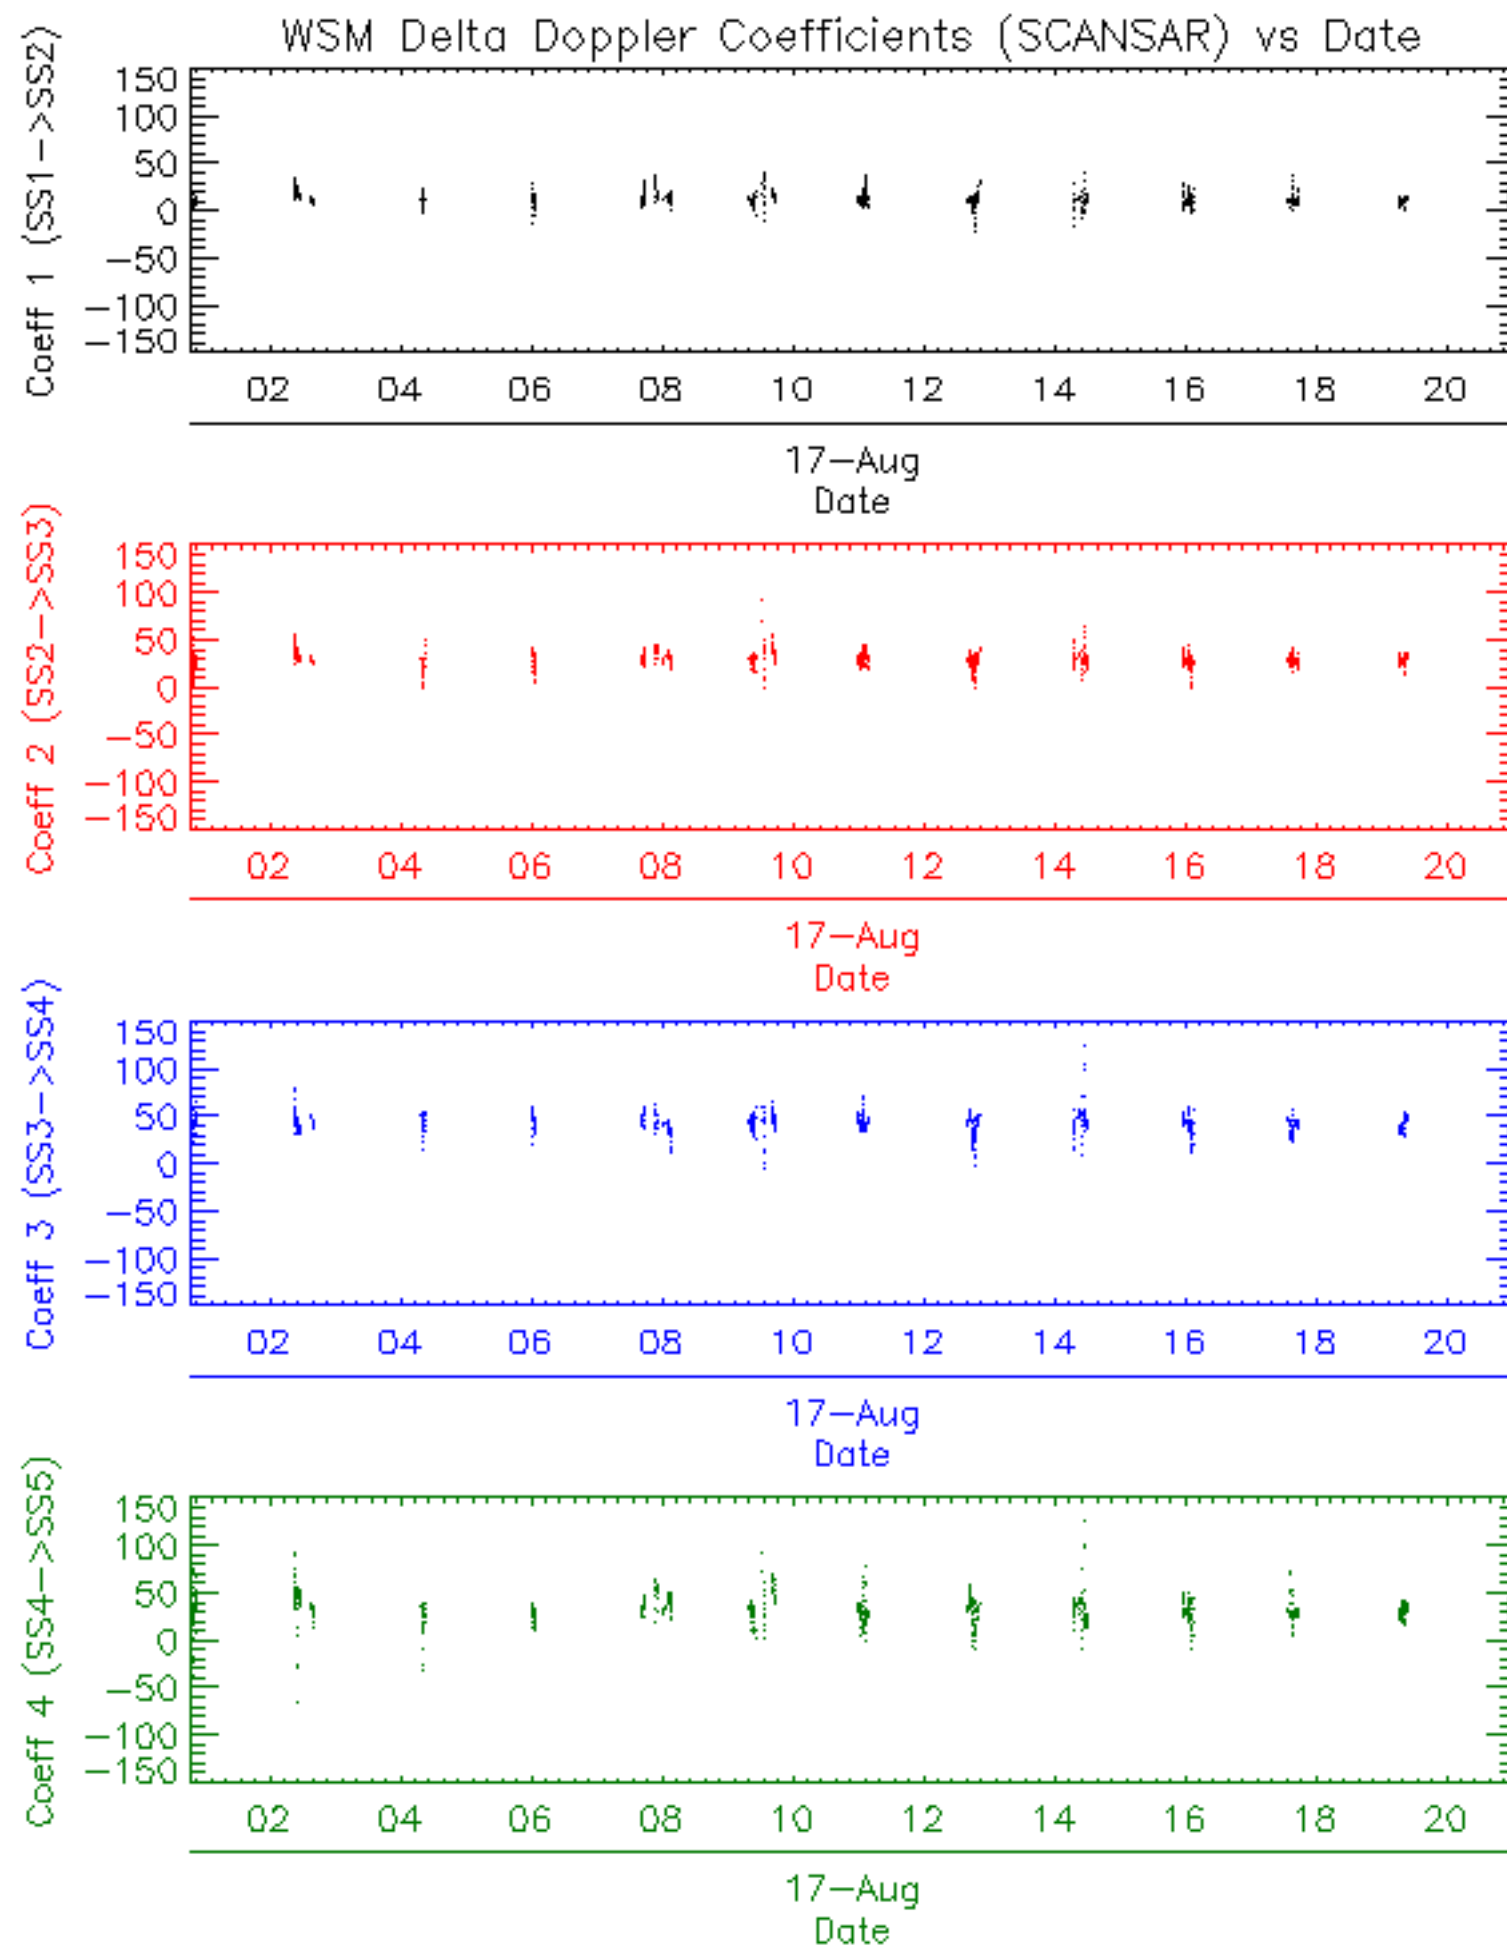 WSM Delta Doppler Coefficients (SCANSAR) vs Date
Coeff 1 (SS1->SS2)
150
100
50
0
-50
-100
-150
02 04 06 08 10 12 14 16 18 20
17-Aug
Date
Coeff 2 (SS2->SS3)
150
100
50
0
-50
-100
-150
02 04 06 08 10 12 14 16 18 20
17-Aug
Date
Coeff 3 (SS3->SS4)
150
100
50
0
-50
-100
-150
02 04 06 08 10 12 14 16 18 20
17-Aug
Date
Coeff 4 (SS4->SS5)
150
100
50
0
-50
-100
-150
02 04 06 08 10 12 14 16 18 20
17-Aug
Date